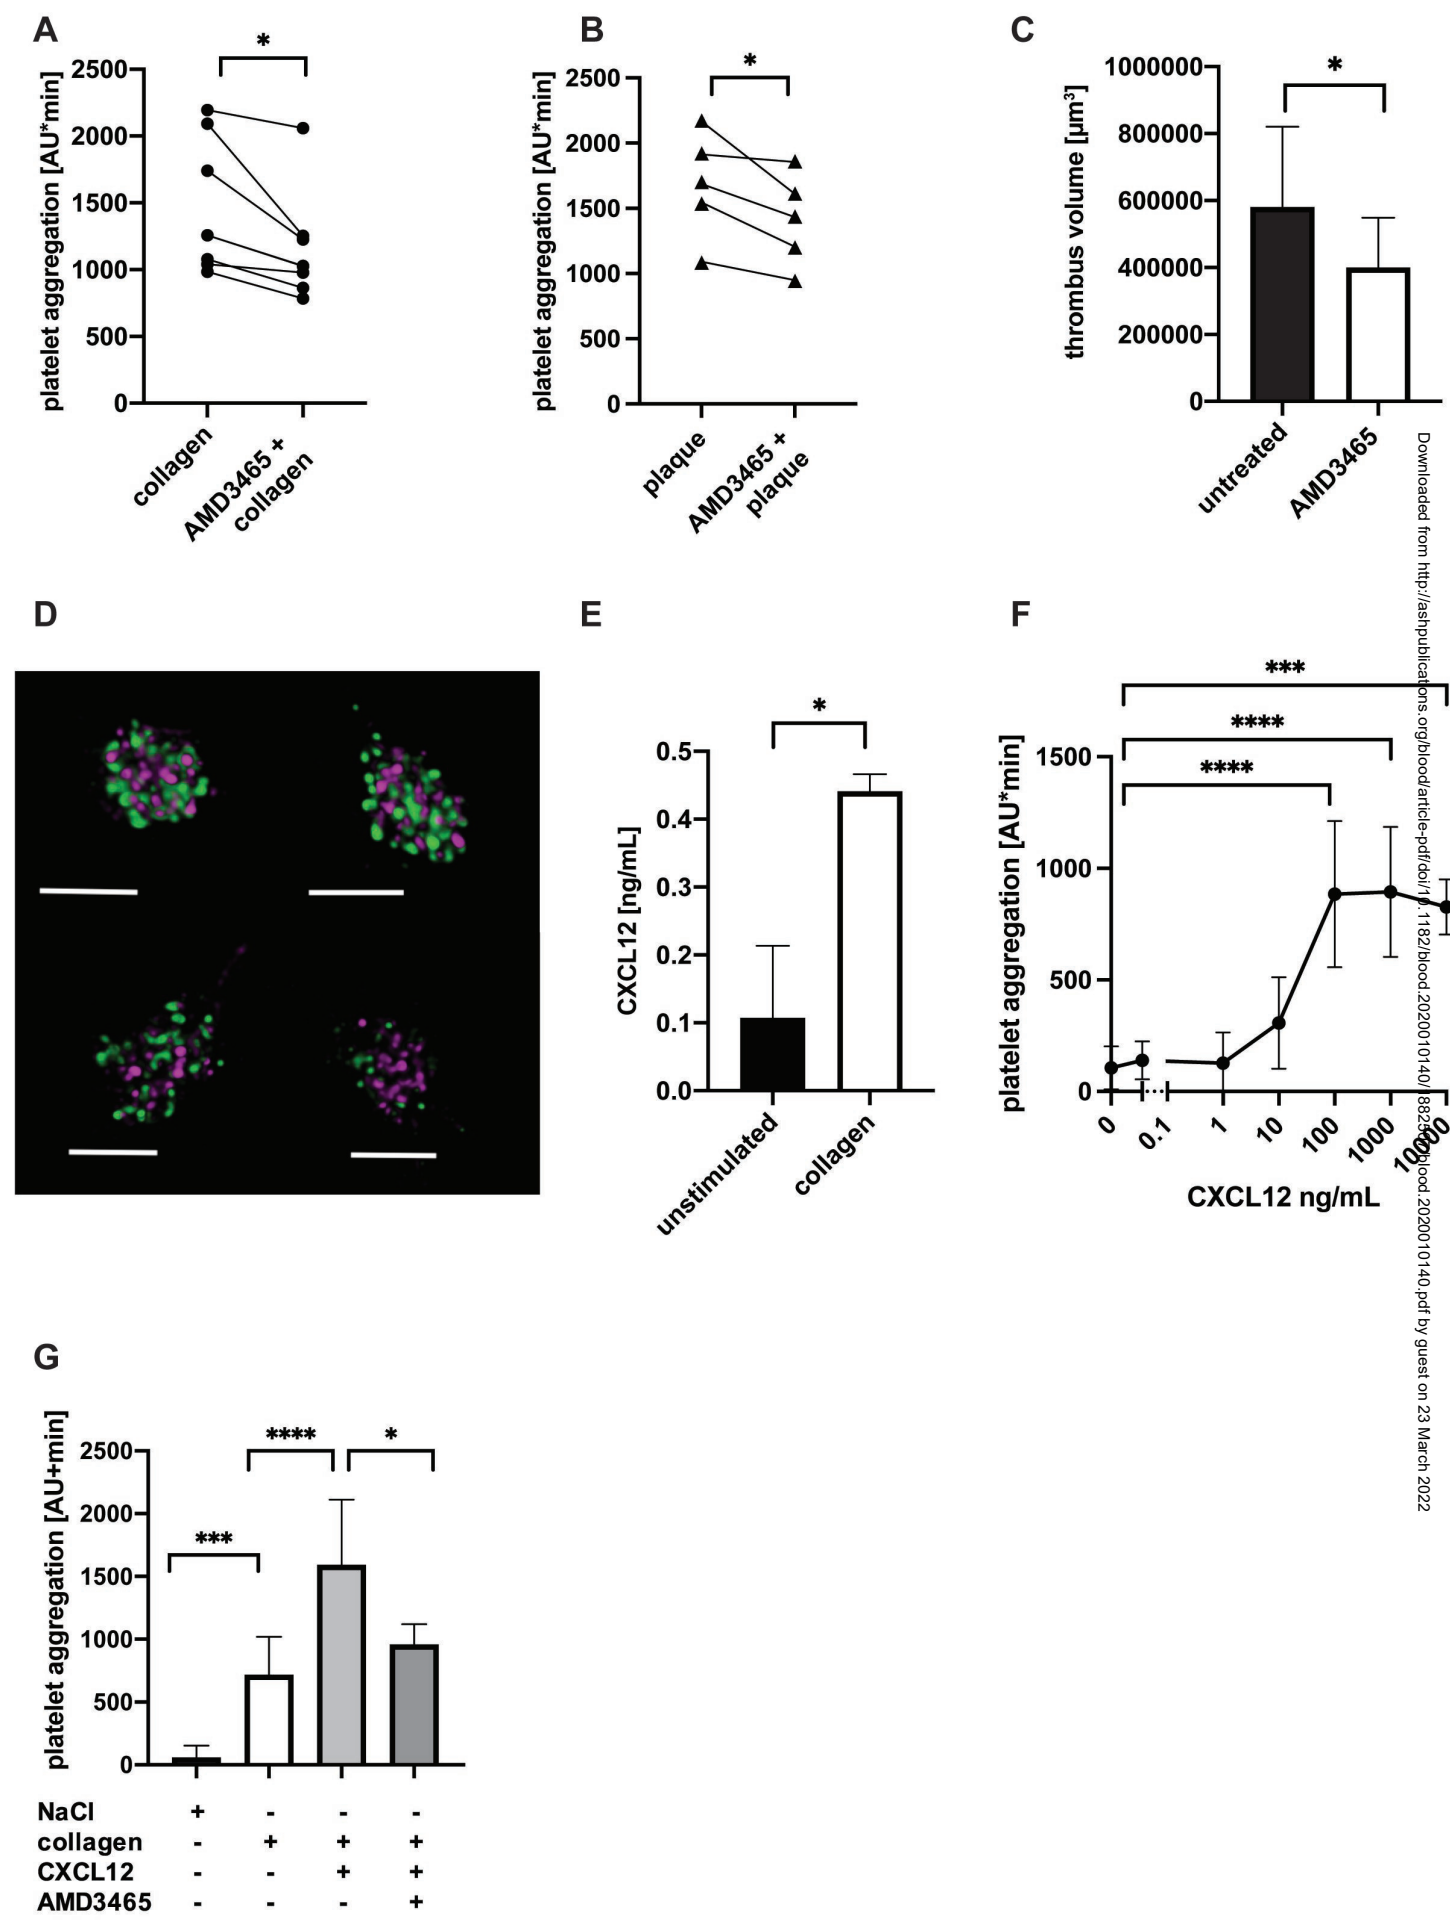 A
*
platelet aggregation [AU*min]
2500
2000
1500
1000
500
0
collagen
AMD3465 +
collagen
B
*
platelet aggregation [AU*min]
2500
2000
1500
1000
500
0
plaque
AMD3465 +
plaque
C
*
thrombus volume [µm³]
1000000
800000
600000
400000
200000
0
untreated
AMD3465
D
E
*
CXCL12 [ng/mL]
0.5
0.4
0.3
0.2
0.1
0.0
unstimulated
collagen
F
***
****
****
platelet aggregation [AU*min]
1500
1000
500
0
0
0.1
1
10
100
1000
10000
CXCL12 ng/mL
G
platelet aggregation [AU+min]
2500
2000
1500
1000
500
0
***
****
*
NaCl + - - -
collagen - + + +
CXCL12 - - + +
AMD3465 - - - +
Downloaded from http://ashpublications.org/blood/article-pdf/doi/10.1182/blood.2020010140/ by guest on 23 March 2022